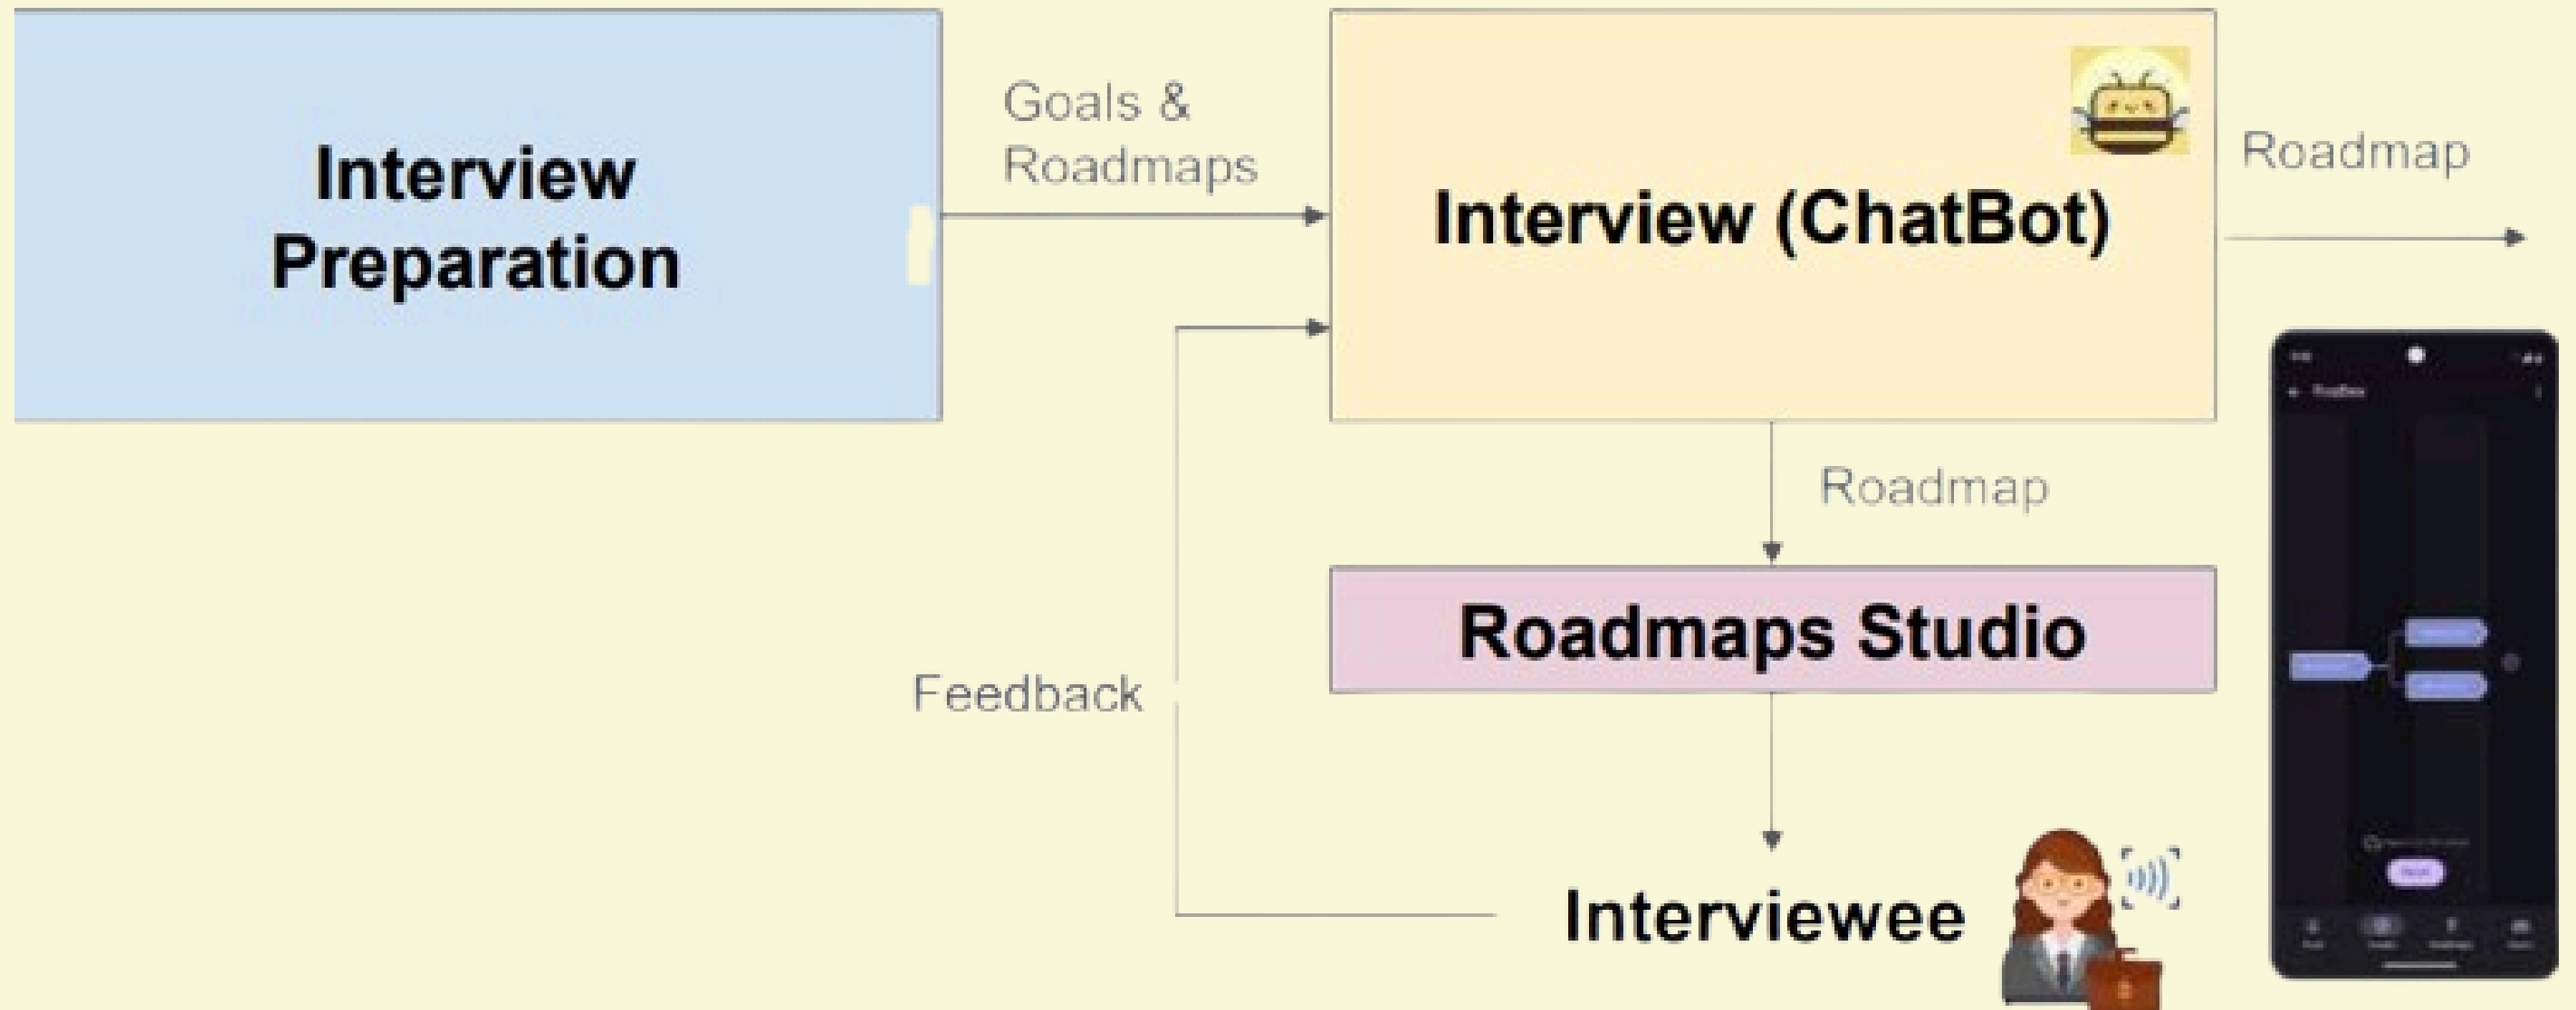 Interview
Preparation
Goals &
Roadmaps
Interview (ChatBot)
Roadmap
Roadmap
Roadmaps Studio
Feedback
Interviewee